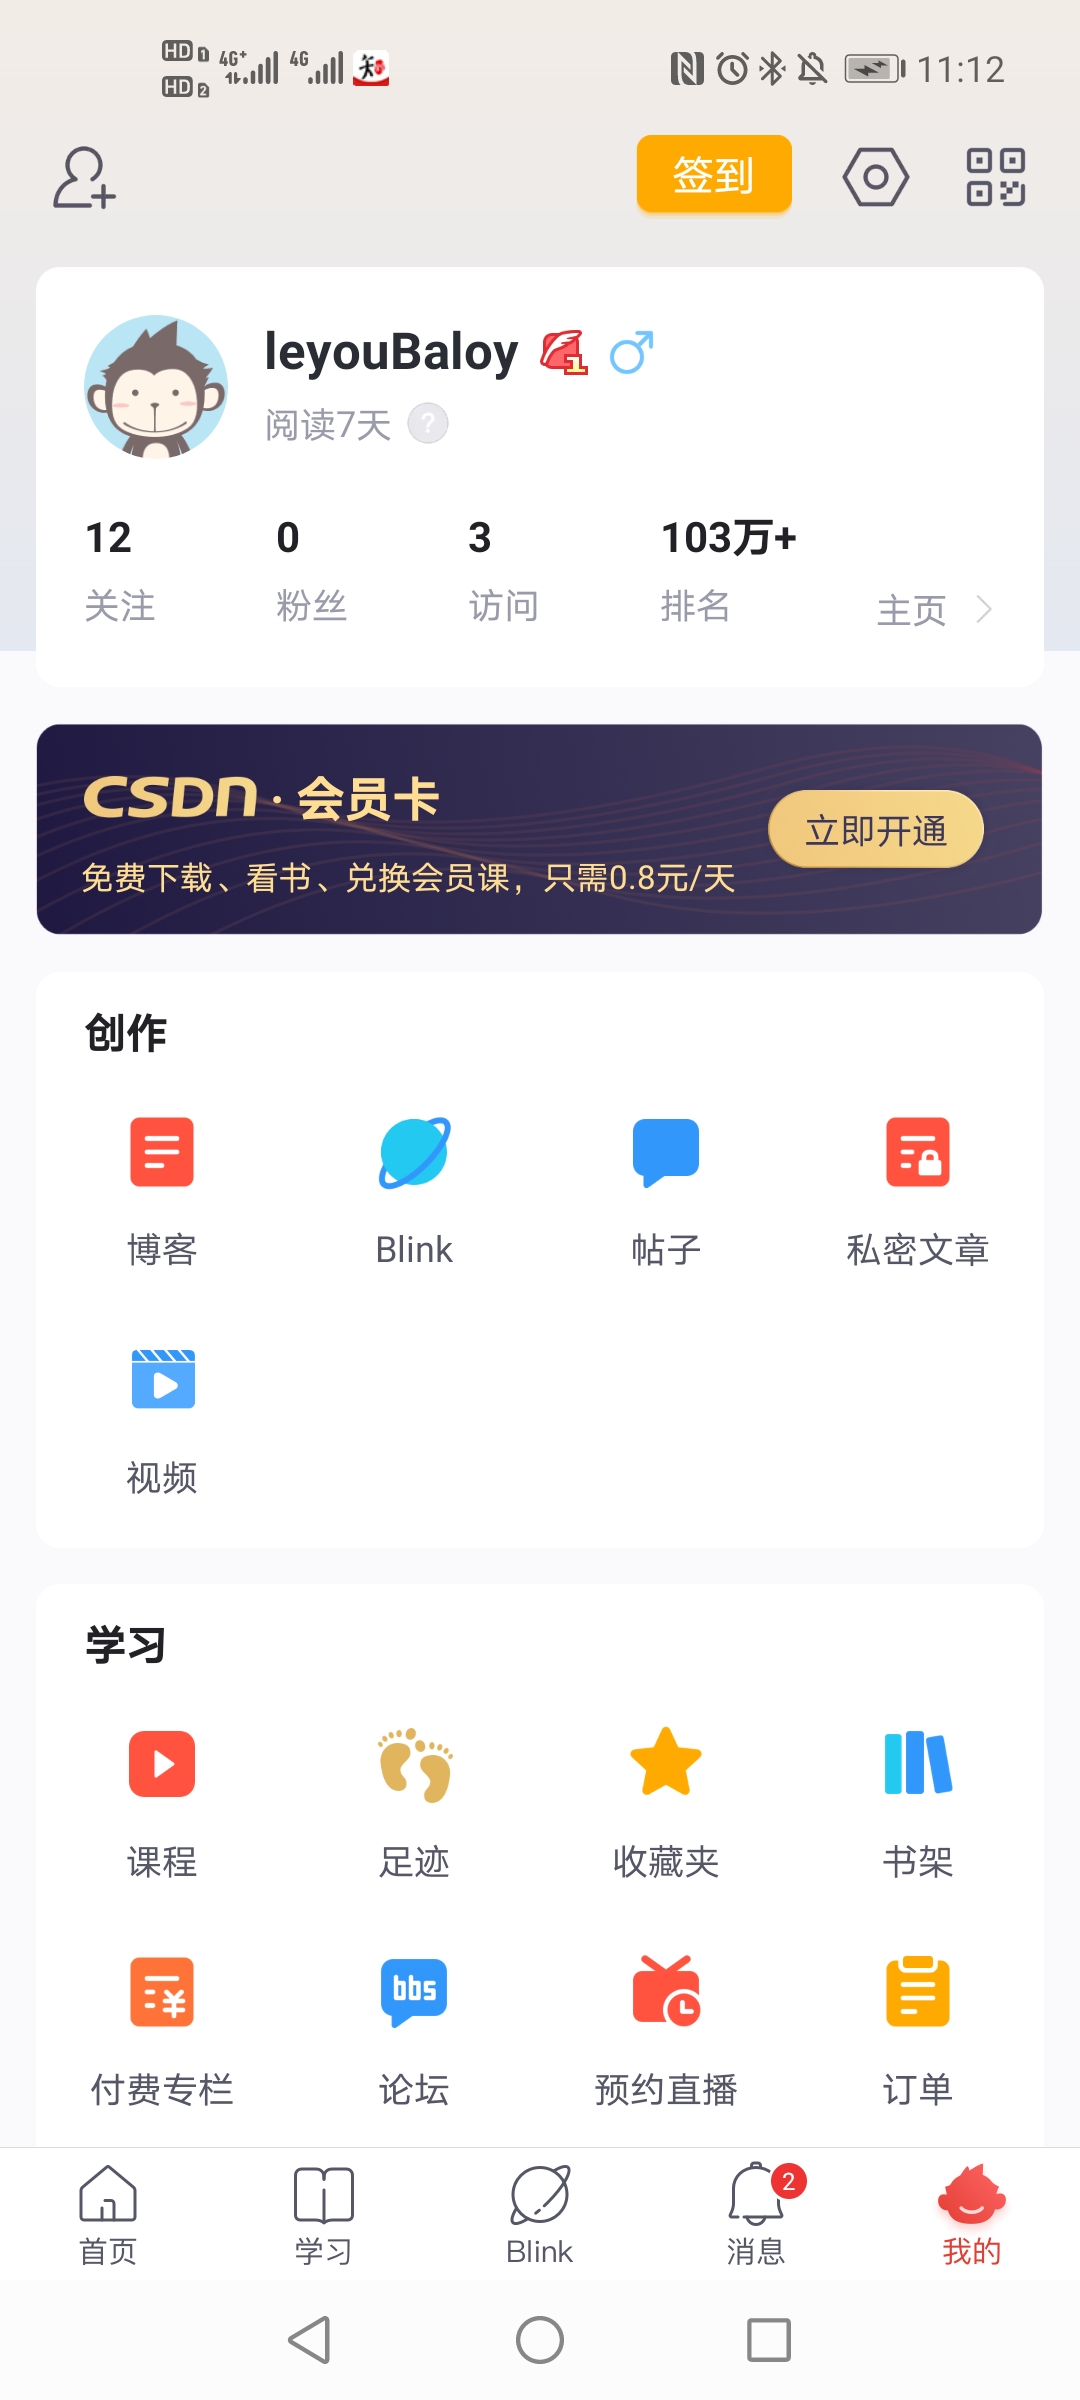 HD 1 4G+ 4G 知 11:12
HD 2
签到
leyouBaloy 1
阅读7天 ?
12 0 3 103万+
关注 粉丝 访问 排名 主页
CSDN · 会员卡
立即开通
免费下载、看书、兑换会员课，只需0.8元/天
创作
博客 Blink 帖子 私密文章
视频
学习
课程 足迹 收藏夹 书架
bbs
付费专栏 论坛 预约直播 订单
2
首页 学习 Blink 消息 我的